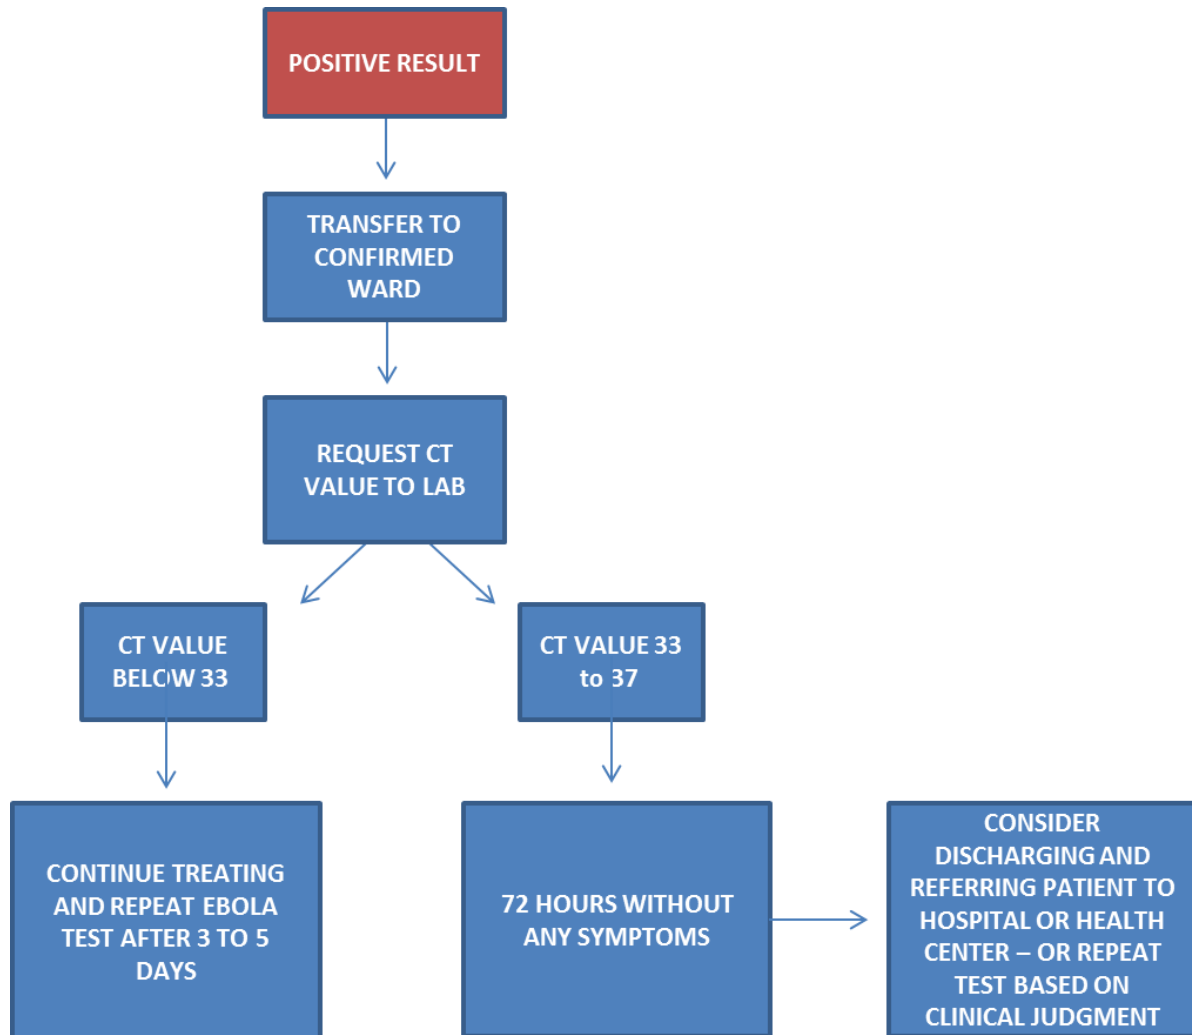 POSITIVE RESULT
TRANSFER TO
CONFIRMED
WARD
REQUEST CT
VALUE TO LAB
CT VALUE
BELOW 33
CT VALUE 33
to 37
CONTINUE TREATING
AND REPEAT EBOLA
TEST AFTER 3 TO 5
DAYS
72 HOURS WITHOUT
ANY SYMPTOMS
CONSIDER
DISCHARGING AND
REFERRING PATIENT TO
HOSPITAL OR HEALTH
CENTER – OR REPEAT
TEST BASED ON
CLINICAL JUDGMENT